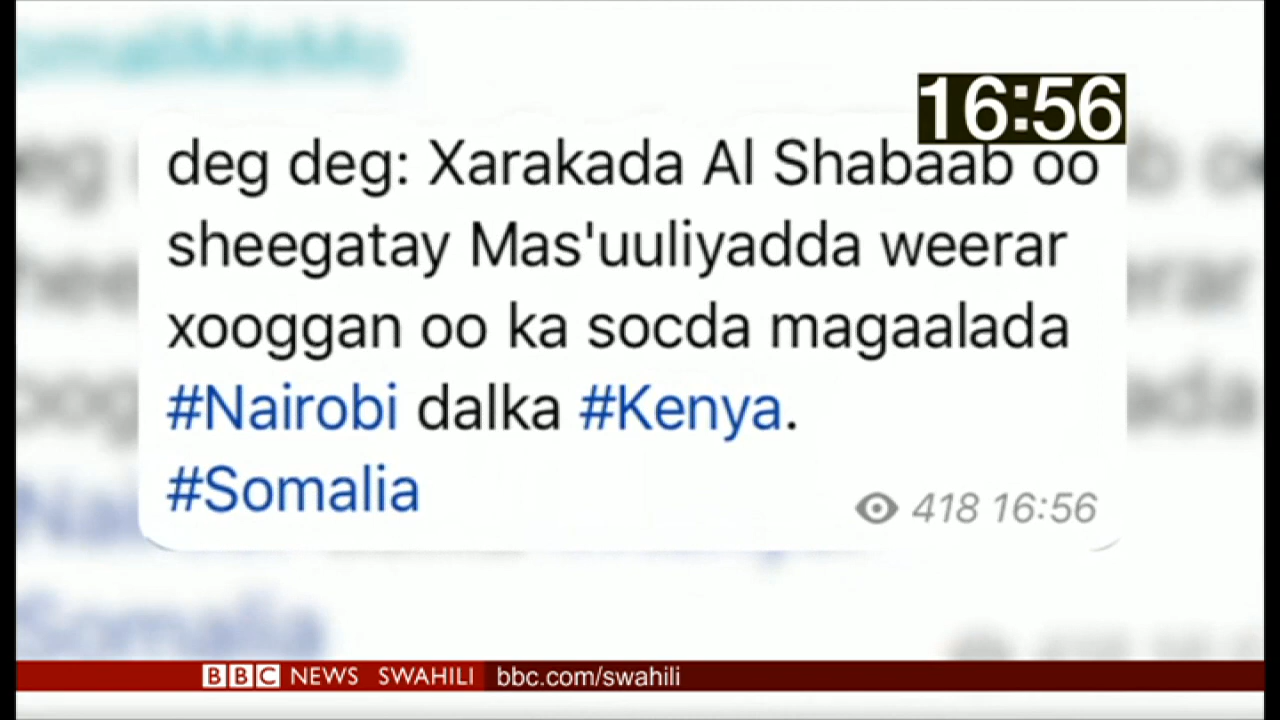 16:56
deg deg: Xarakada Al Shabaab oo
sheegatay Mas'uuliyadda weerar
xooggan oo ka socda magaalada
#Nairobi dalka #Kenya.
#Somalia
418 16:56
BBC NEWS SWAHILI bbc.com/swahili